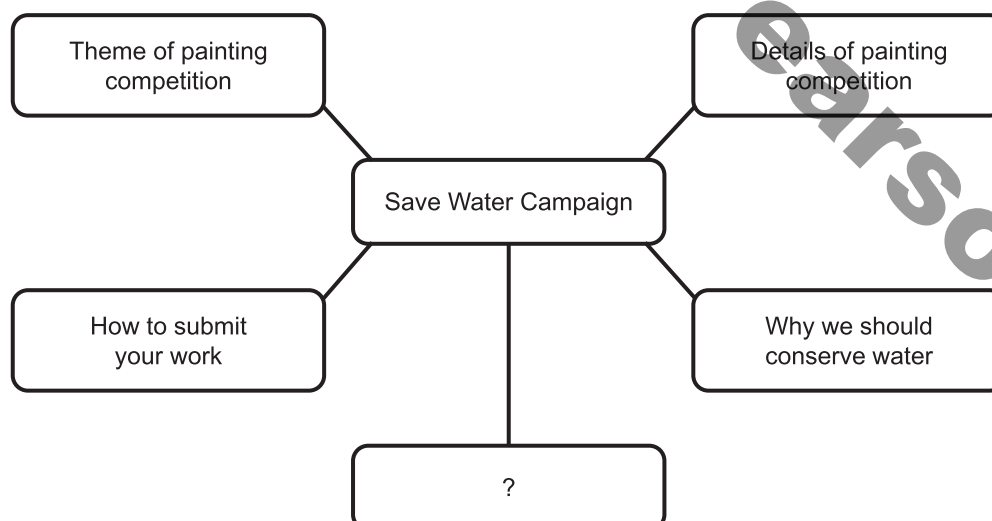 Theme of painting
competition
Details of painting
competition
Save Water Campaign
How to submit
your work
Why we should
conserve water
?
earso